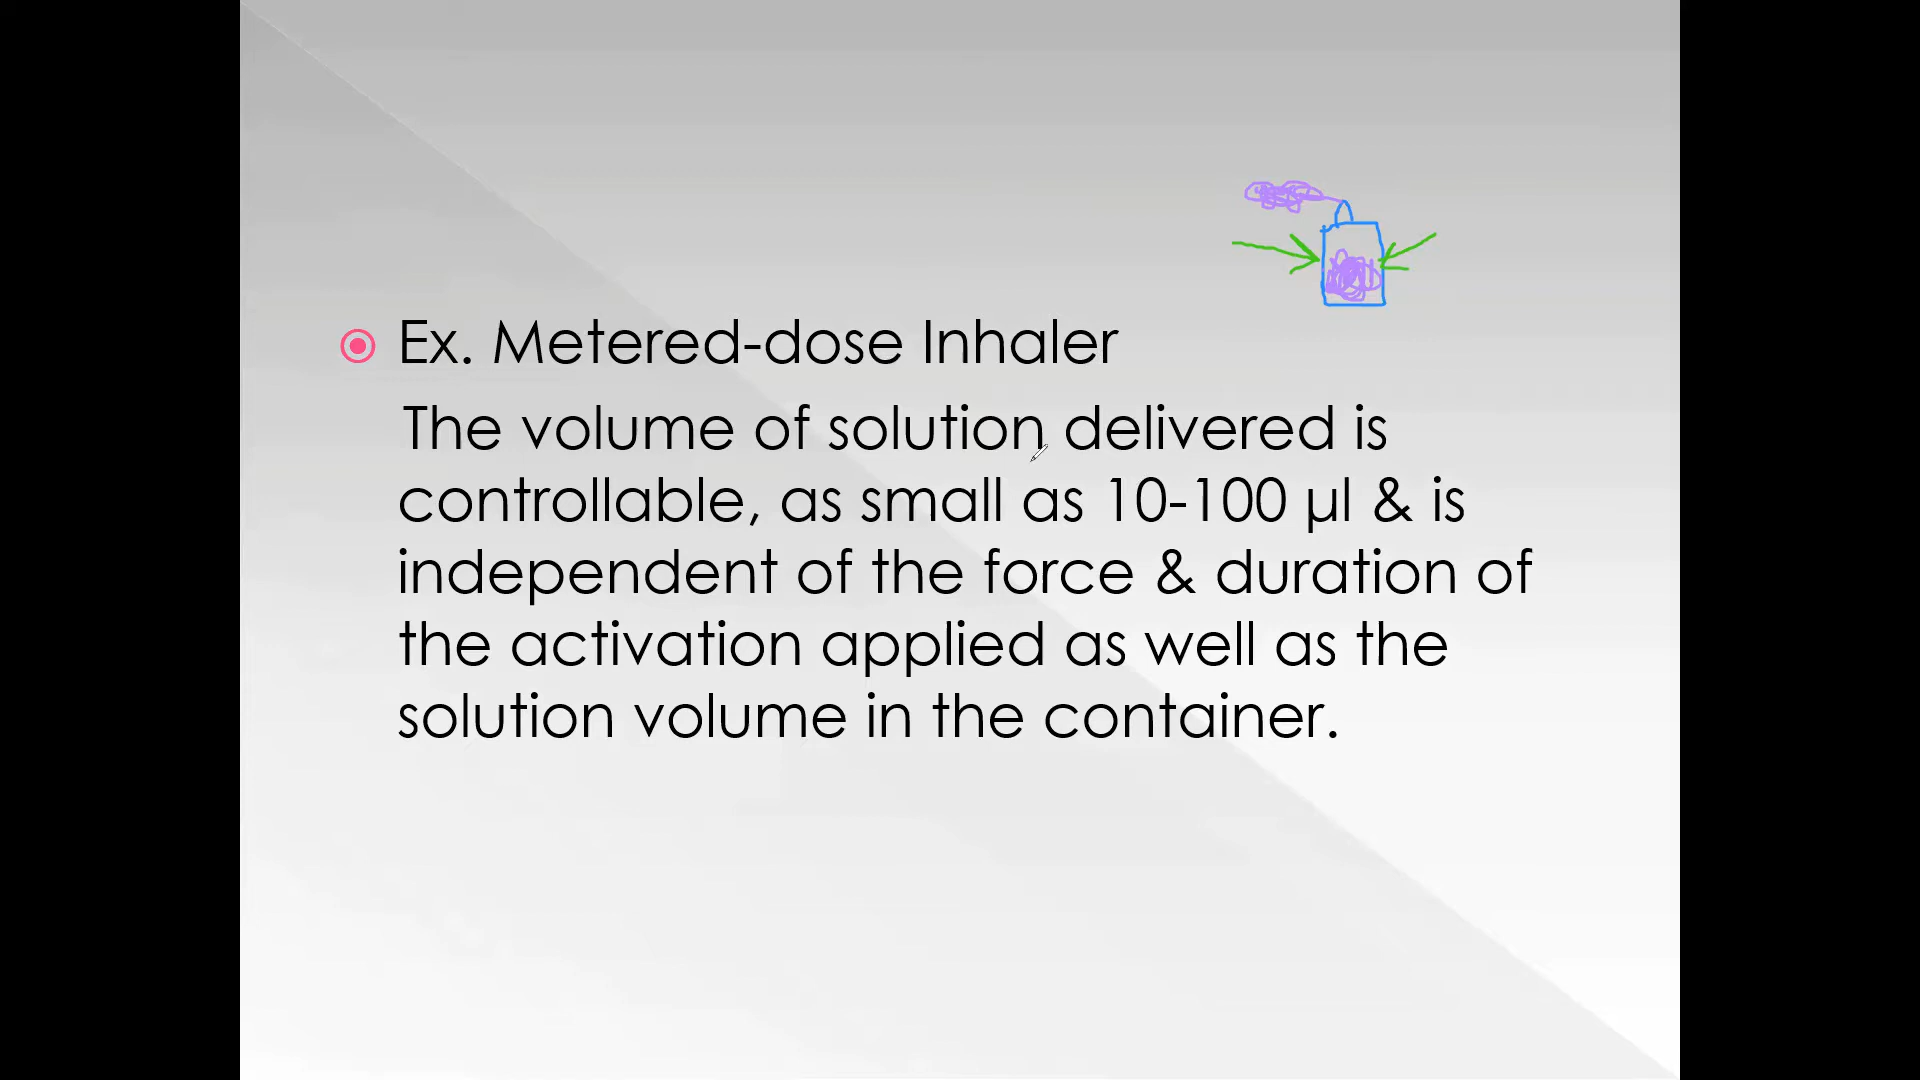 Ex. Metered-dose Inhaler
The volume of solution delivered is
controllable, as small as 10-100 µl & is
independent of the force & duration of
the activation applied as well as the
solution volume in the container.